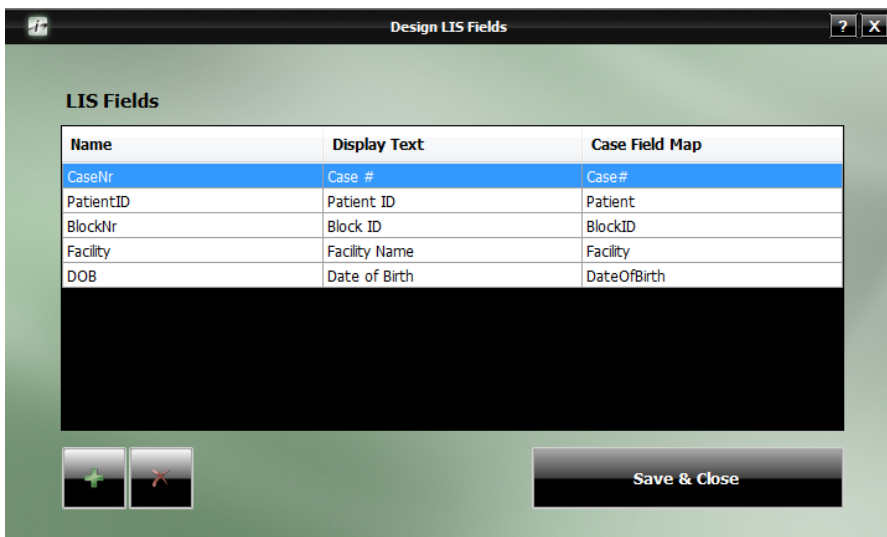 Design LIS Fields ? X
LIS Fields
Name Display Text Case Field Map
CaseNr Case # Case#
PatientID Patient ID Patient
BlockNr Block ID BlockID
Facility Facility Name Facility
DOB Date of Birth DateOfBirth
Save & Close